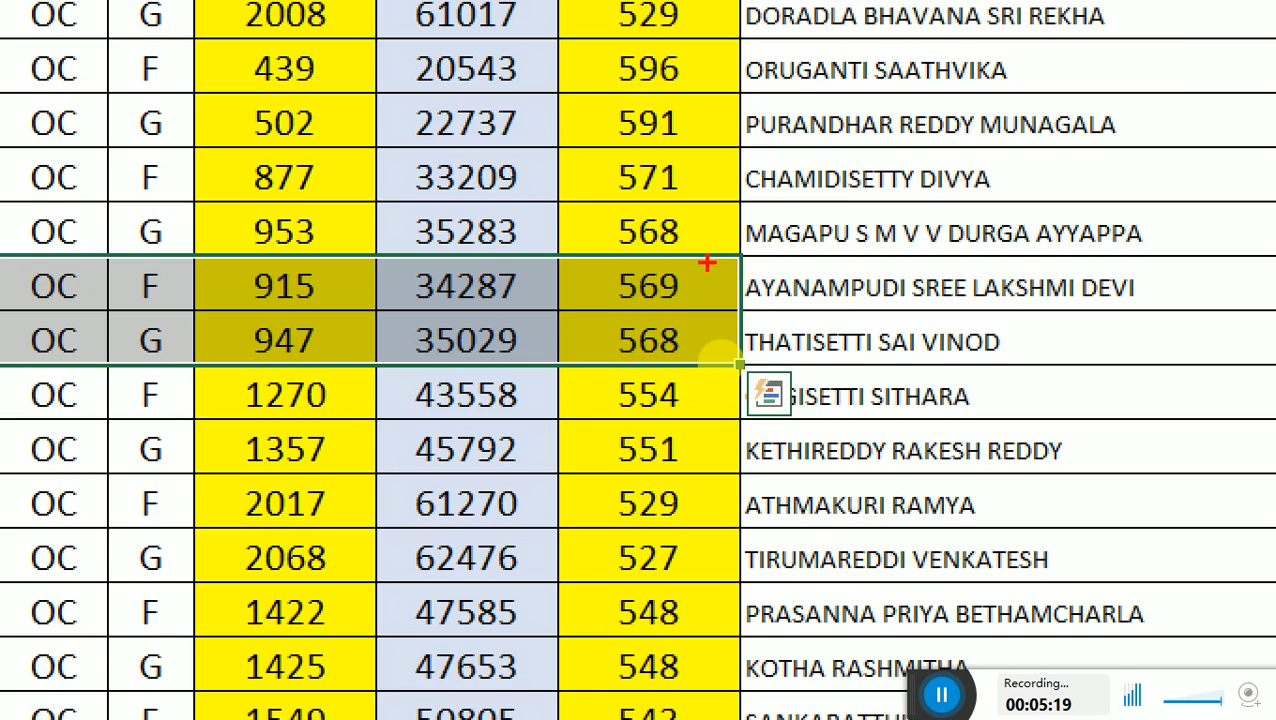 OC G 2008 61017 529 DORADLA BHAVANA SRI REKHA
OC F 439 20543 596 ORUGANTI SAATHVIKA
OC G 502 22737 591 PURANDHAR REDDY MUNAGALA
OC F 877 33209 571 CHAMIDISETTY DIVYA
OC G 953 35283 568 MAGAPU S M V V DURGA AYYAPPA
OC F 915 34287 569 AYANAMPUDI SREE LAKSHMI DEVI
OC G 947 35029 568 THATISETTI SAI VINOD
OC F 1270 43558 554 GISETTI SITHARA
OC G 1357 45792 551 KETHIREDDY RAKESH REDDY
OC F 2017 61270 529 ATHMAKURI RAMYA
OC G 2068 62476 527 TIRUMAREDDI VENKATESH
OC F 1422 47585 548 PRASANNA PRIYA BETHAMCHARLA
OC G 1425 47653 548 KOTHA RASHMITHA
OC F 1549 50805 542
Recording...
00:05:19